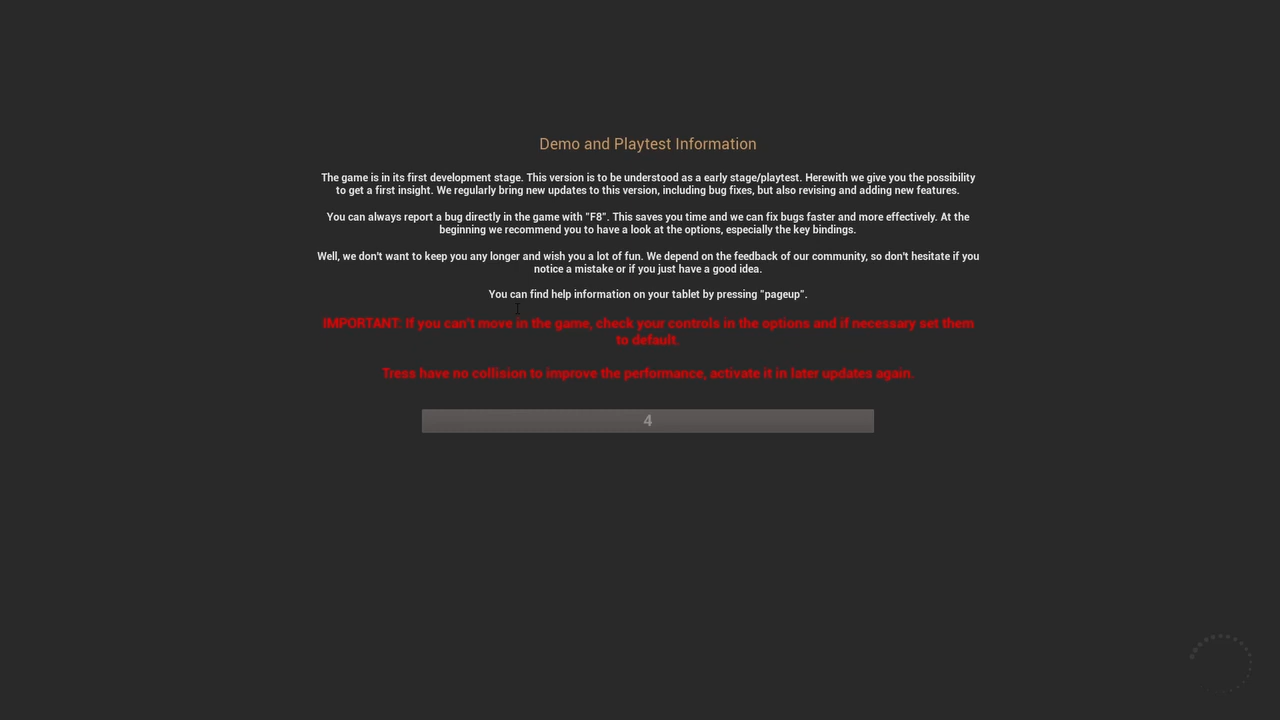 Demo and Playtest Information
The game is in its first development stage. This version is to be understood as a early stage/playtest. Herewith we give you the possibility
to get a first insight. We regularly bring new updates to this version, including bug fixes, but also revising and adding new features.
You can always report a bug directly in the game with "F8". This saves you time and we can fix bugs faster and more effectively. At the
beginning we recommend you to have a look at the options, especially the key bindings.
Well, we don't want to keep you any longer and wish you a lot of fun. We depend on the feedback of our community, so don't hesitate if you
notice a mistake or if you just have a good idea.
You can find help information on your tablet by pressing "pageup".
IMPORTANT: If you can't move in the game, check your controls in the options and if necessary set them
to default.
Tress have no collision to improve the performance, activate it in later updates again.
4